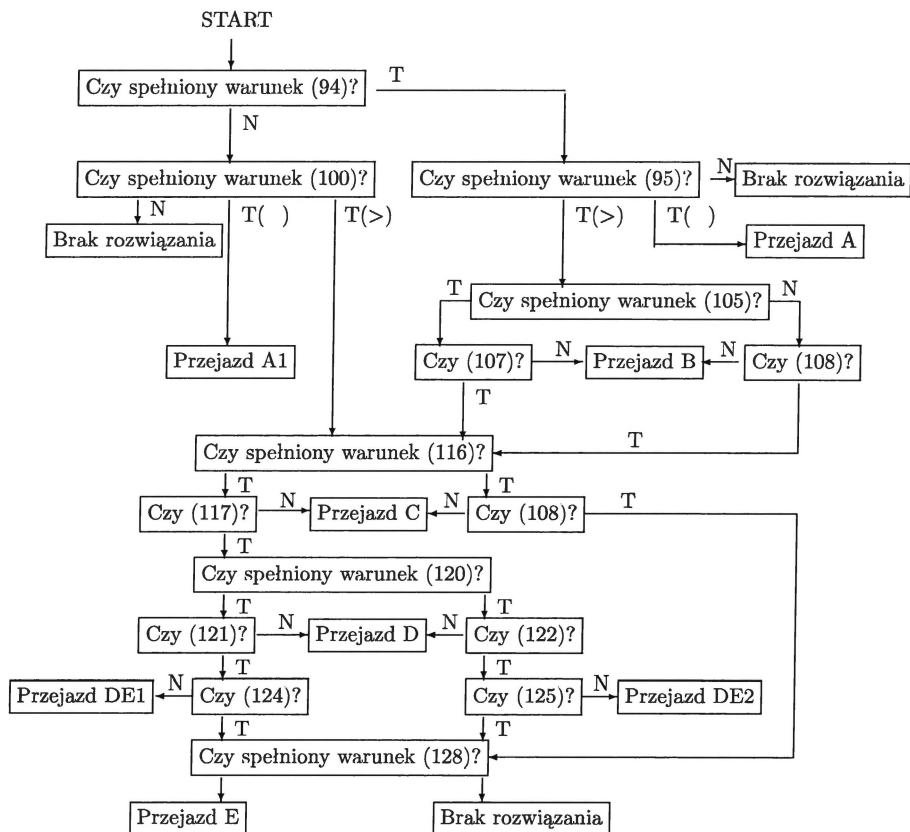 START
Czy spełniony warunek (94)?
T
N
Czy spełniony warunek (100)?
Czy spełniony warunek (95)?
N
Brak rozwiązania
N
T( )
T(>)
T(>)
T( )
Brak rozwiązania
Przejazd A
T
Czy spełniony warunek (105)?
N
Przejazd A1
Czy (107)?
N
Przejazd B
N
Czy (108)?
T
T
Czy spełniony warunek (116)?
T
T
Czy (117)?
N
Przejazd C
N
Czy (108)?
T
T
Czy spełniony warunek (120)?
T
T
Czy (121)?
N
Przejazd D
N
Czy (122)?
T
T
Przejazd DE1
N
Czy (124)?
Czy (125)?
N
Przejazd DE2
T
T
Czy spełniony warunek (128)?
Przejazd E
Brak rozwiązania